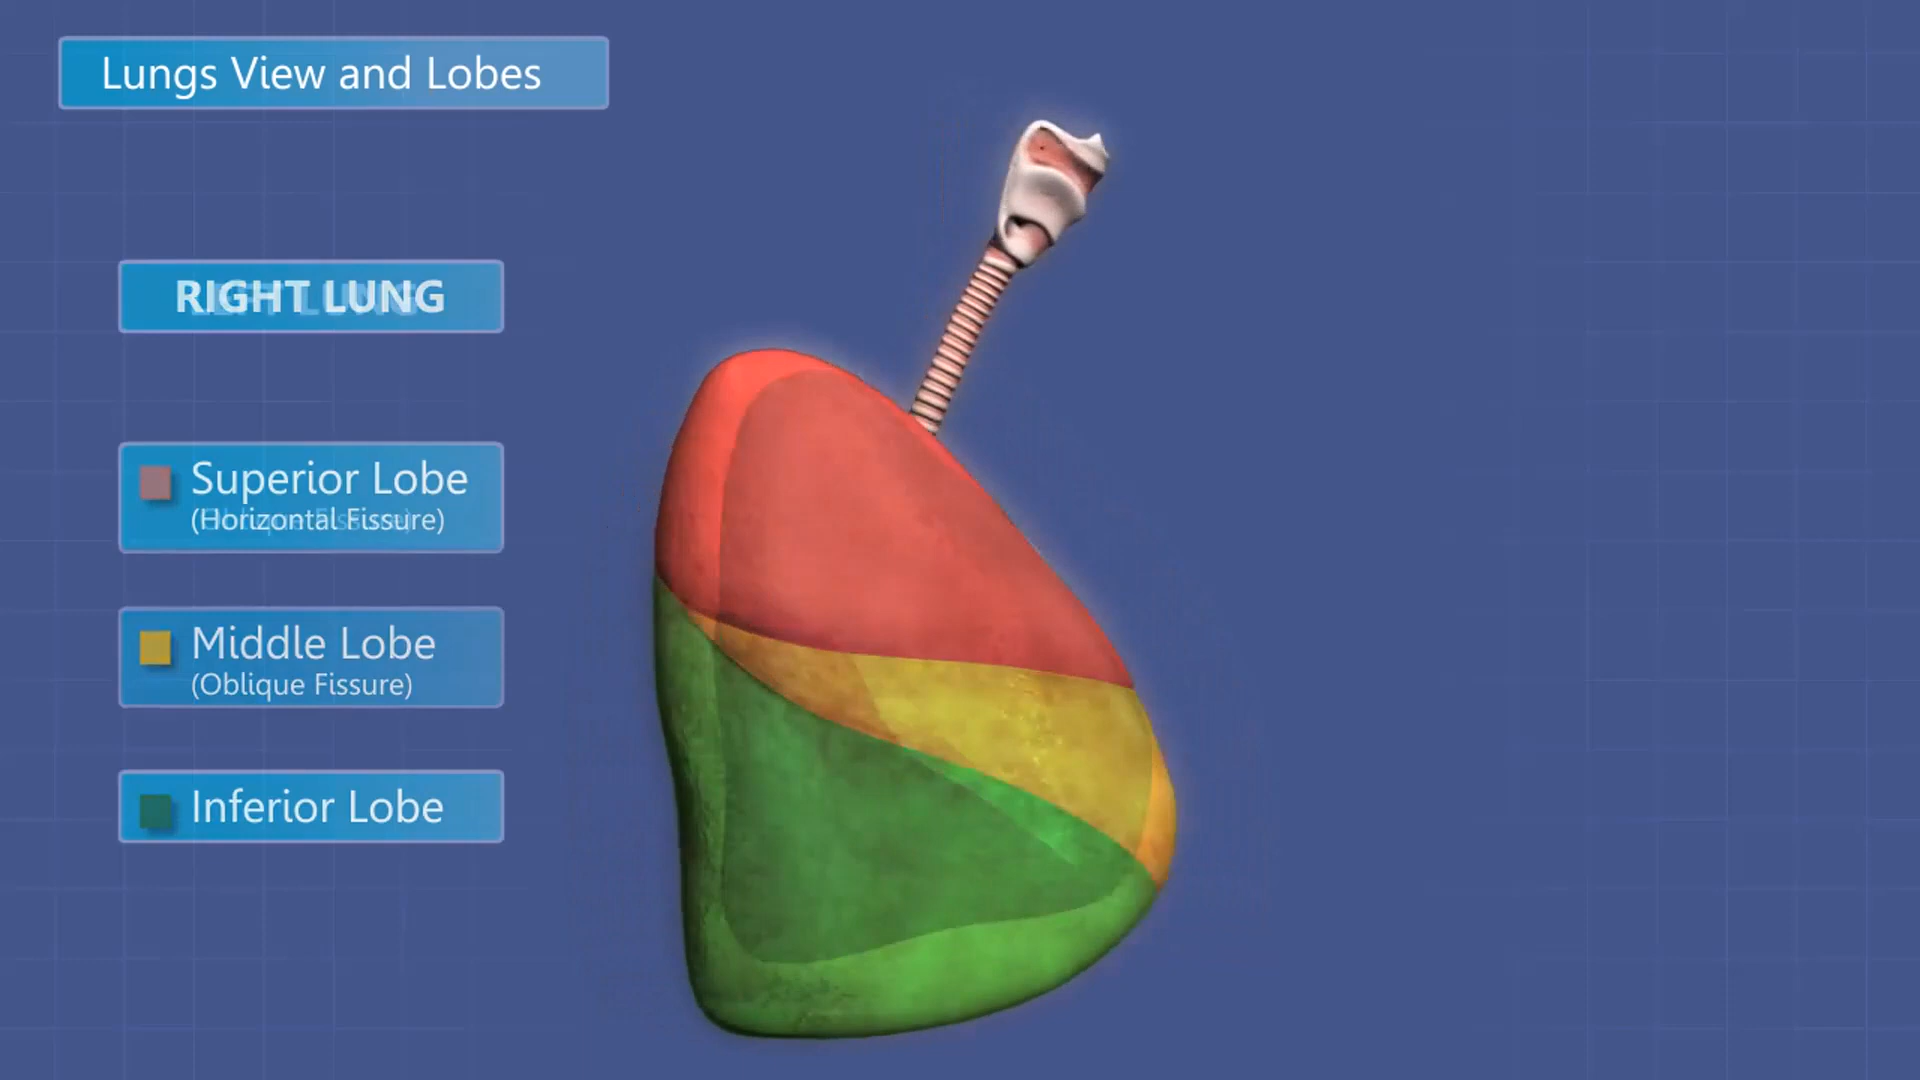 Lungs View and Lobes
RIGHT LUNG
Superior Lobe
(Horizontal Fissure)
Middle Lobe
(Oblique Fissure)
Inferior Lobe